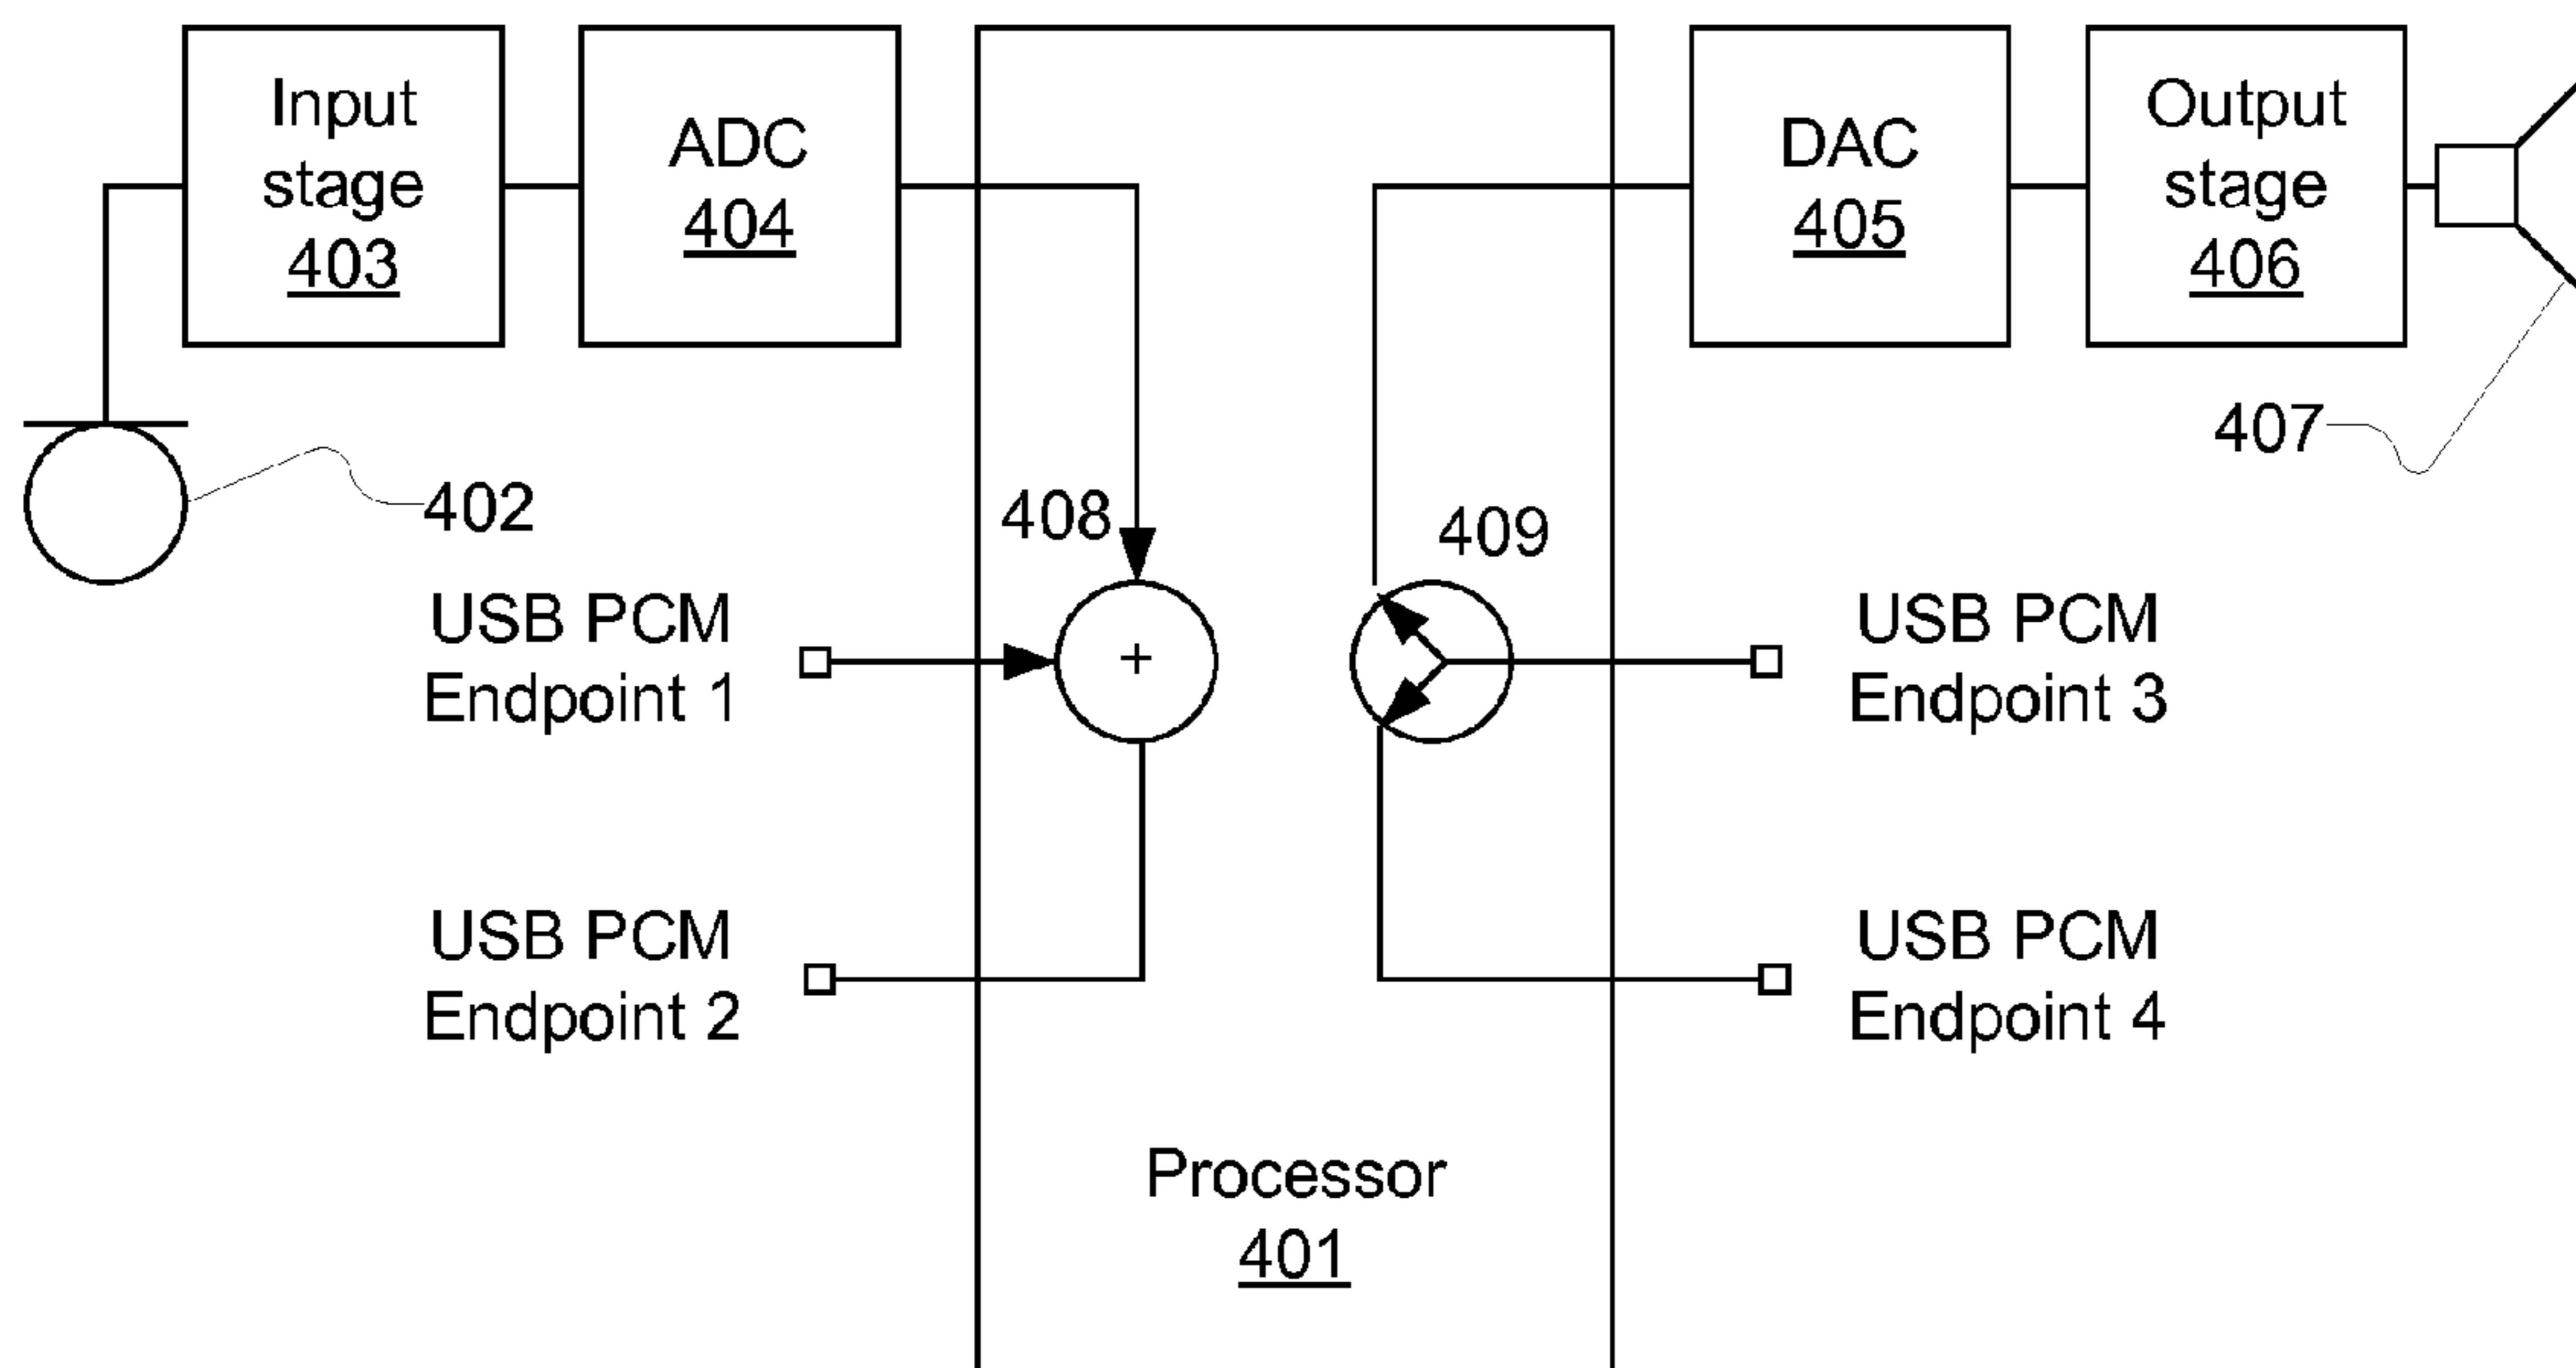 Input
stage
403
ADC
404
DAC
405
Output
stage
406
407
402
408
409
USB PCM
Endpoint 1
+
USB PCM
Endpoint 3
USB PCM
Endpoint 2
USB PCM
Endpoint 4
Processor
401